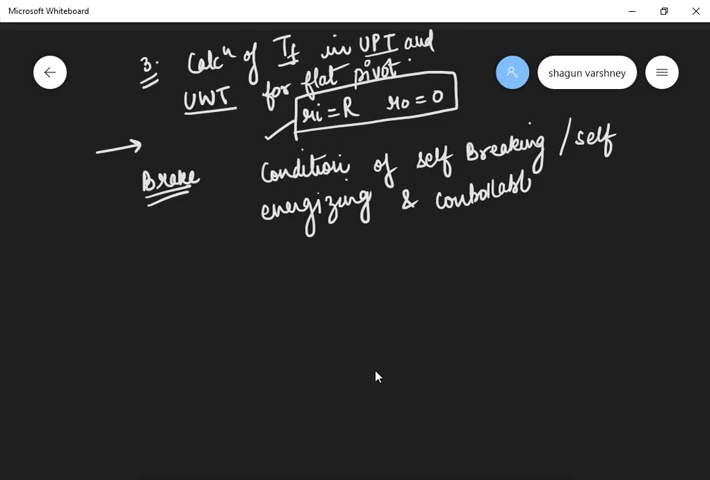 Microsoft Whiteboard
shagun varshney
3. Calcⁿ of Tf in UPT and
UWT for flat pivot.
ri = R ro = 0
Brake Condition of self Breaking / self
energizing & controllabl